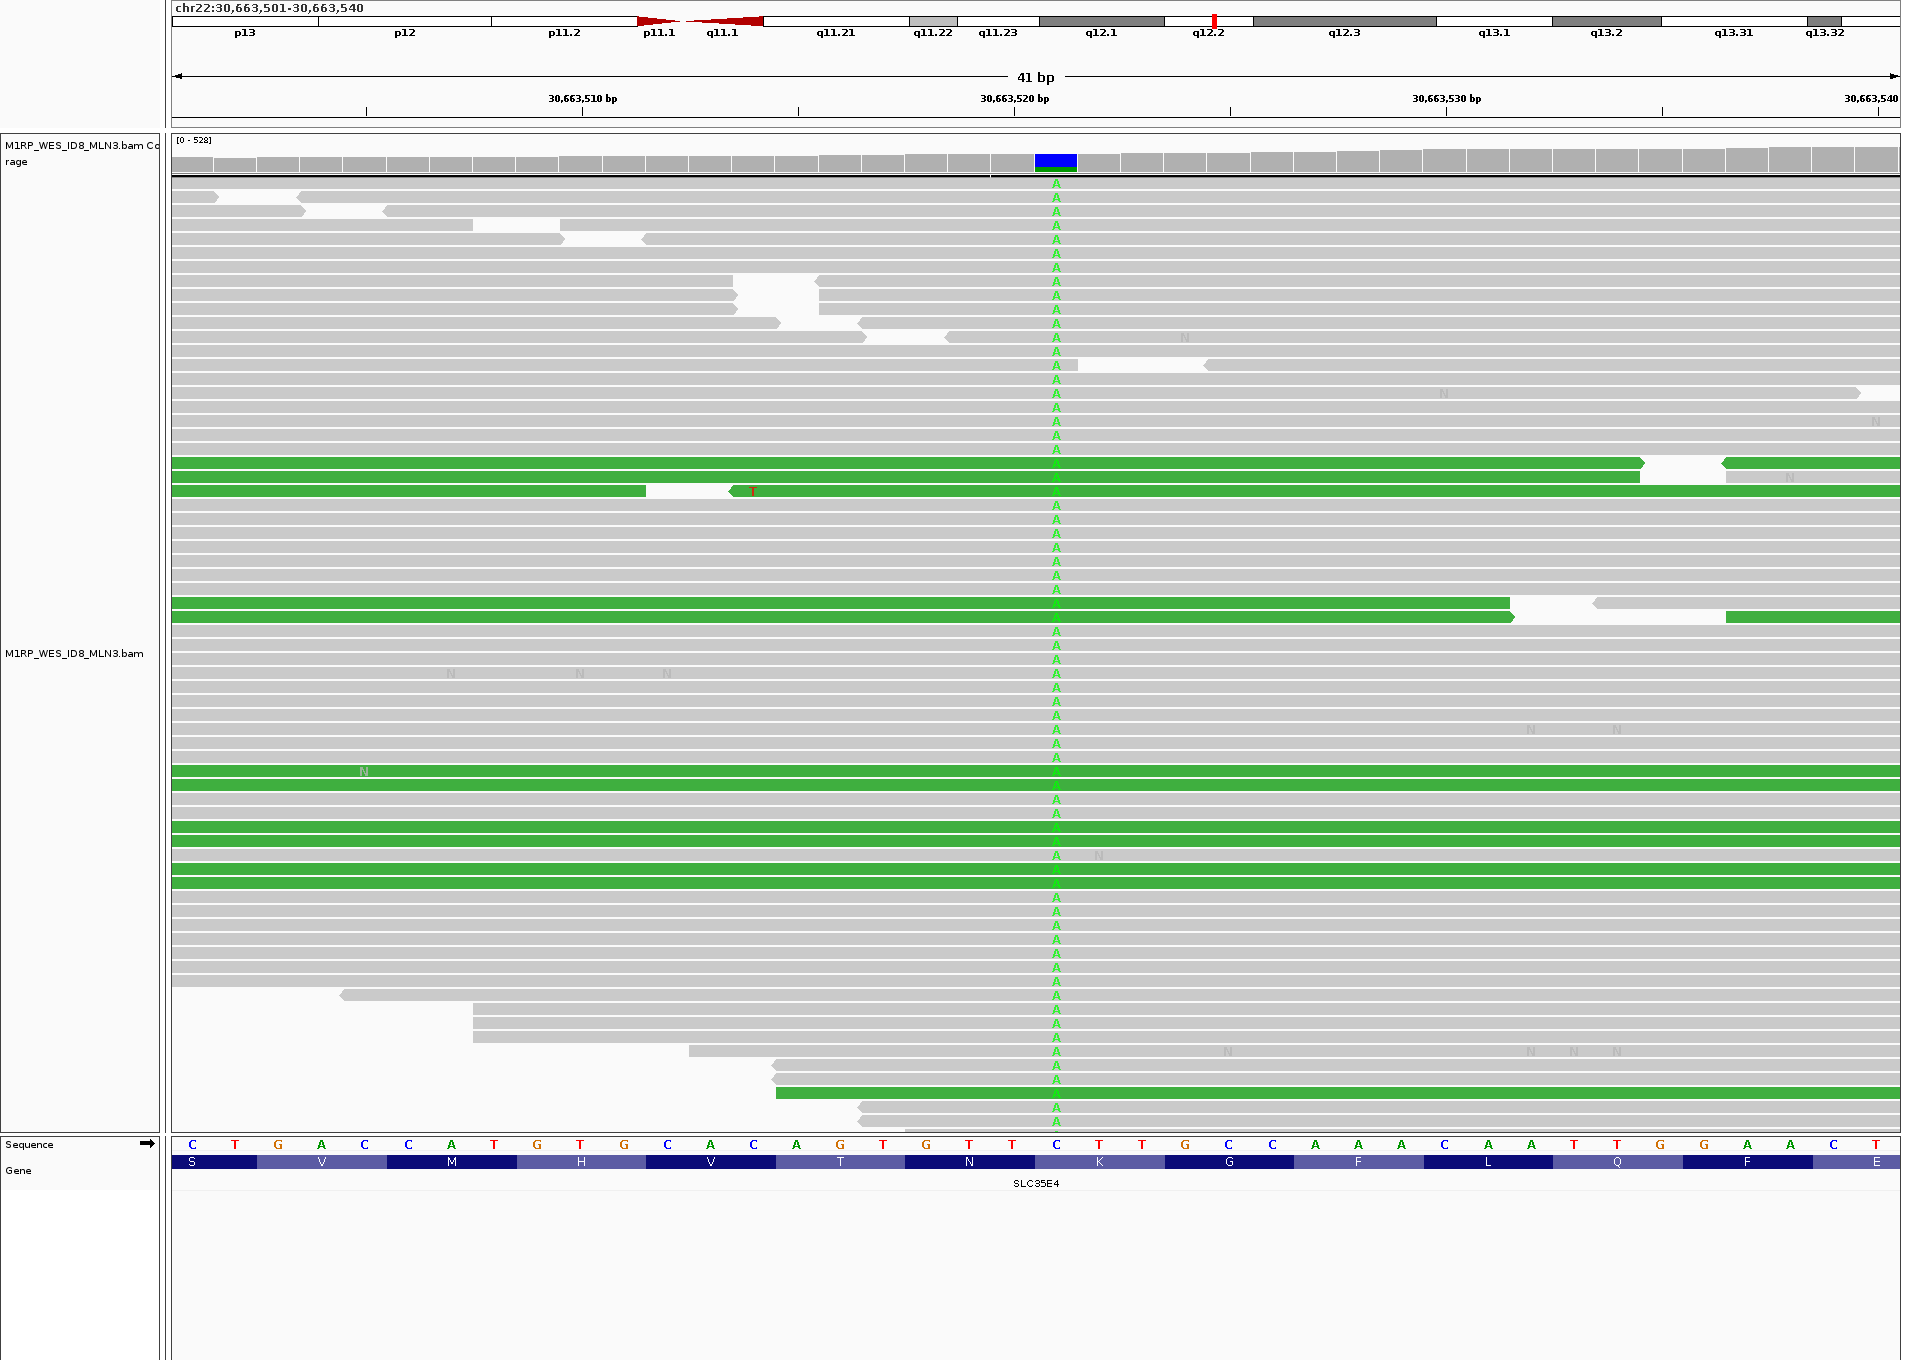 chr22:30,663,501-30,663,540
p13 p12 p11.2 p11.1 q11.1 q11.21 q11.22 q11.23 q12.1 q12.2 q12.3 q13.1 q13.2 q13.31 q13.32
41 bp
30,663,510 bp 30,663,520 bp 30,663,530 bp 30,663,540
[0 - 528]
M1RP_WES_ID8_MLN3.bam Co
rage
A
A
A
A
A
A
A
A
A
A
A
A N
A
A
A
A N
A
A N
A
A
A
A N
T A
A
A
A
A
A
A
A
A
A
A
A
M1RP_WES_ID8_MLN3.bam A
N N N A
A
A
A
A N N
A
A
N A
A
A
A
A
A
A N
A
A
A
A
A
A
A
A
A
A
A
A
A
A N N N N
A
A
A
A
A
Sequence C T G A C C A T G T G C A C A G T G T T C T T G C C A A A C A A T T G G A A C T
Gene S V M H V T N K G F L Q F E
SLC35E4